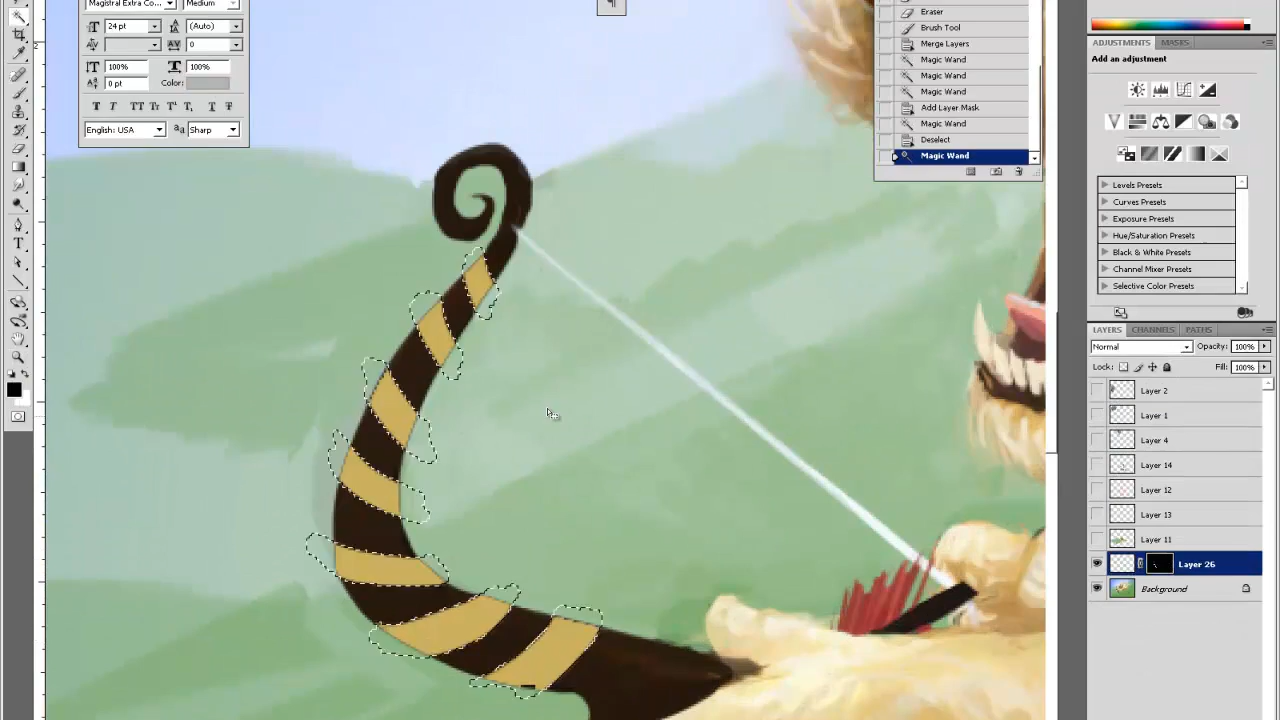 Magistral Extra Co...
Medium
24 pt
(Auto)
0
100%
100%
0 pt
Color:
English: USA
Sharp
Eraser
Brush Tool
Merge Layers
Magic Wand
Magic Wand
Magic Wand
Add Layer Mask
Magic Wand
Deselect
Magic Wand
ADJUSTMENTS
MASKS
Add an adjustment
Levels Presets
Curves Presets
Exposure Presets
Hue/Saturation Presets
Black & White Presets
Channel Mixer Presets
Selective Color Presets
LAYERS
CHANNELS
PATHS
Normal
Opacity: 100%
Lock:
Fill: 100%
Layer 2
Layer 1
Layer 4
Layer 14
Layer 12
Layer 13
Layer 11
Layer 26
Background
2